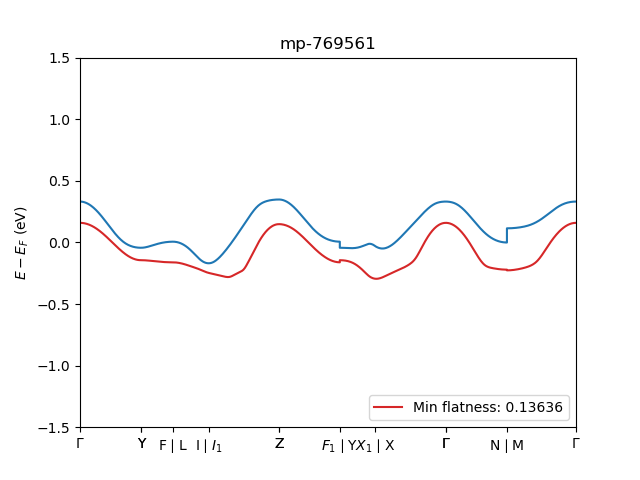 mp-769561
E − E_F (eV)
1.5
1.0
0.5
0.0
−0.5
−1.0
−1.5
Min flatness: 0.13636
Γ Y F | L I | I₁ Z F₁ | Y X₁ | X Γ N | M Γ